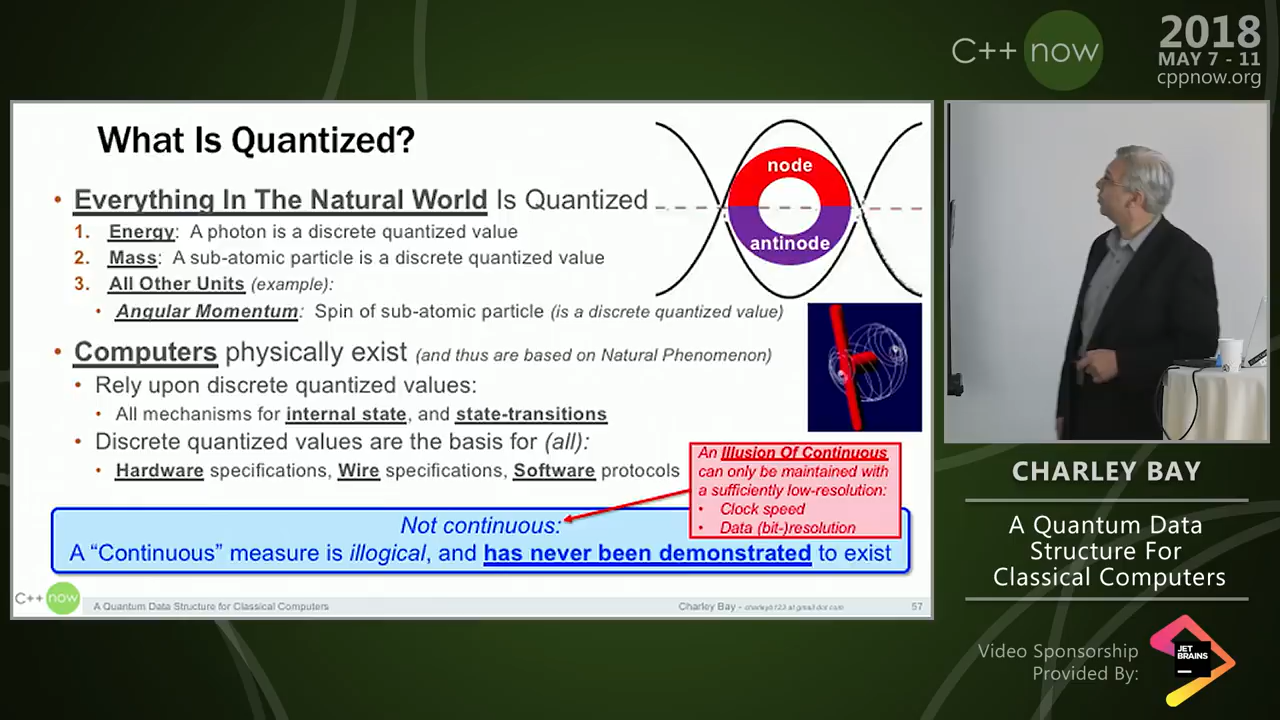 C++ now
2018
MAY 7 - 11
cppnow.org
What Is Quantized?
node
antinode
• Everything In The Natural World Is Quantized
1. Energy: A photon is a discrete quantized value
2. Mass: A sub-atomic particle is a discrete quantized value
3. All Other Units (example):
• Angular Momentum: Spin of sub-atomic particle (is a discrete quantized value)
• Computers physically exist (and thus are based on Natural Phenomenon)
• Rely upon discrete quantized values:
• All mechanisms for internal state, and state-transitions
• Discrete quantized values are the basis for (all):
• Hardware specifications, Wire specifications, Software protocols
An Illusion Of Continuous
can only be maintained with
a sufficiently low-resolution:
• Clock speed
• Data (bit-)resolution
Not continuous:
A “Continuous” measure is illogical, and has never been demonstrated to exist
C++ now
A Quantum Data Structure for Classical Computers
Charley Bay - charleyb123 at gmail dot com
57
CHARLEY BAY
A Quantum Data
Structure For
Classical Computers
Video Sponsorship
Provided By:
JET
BRAINS